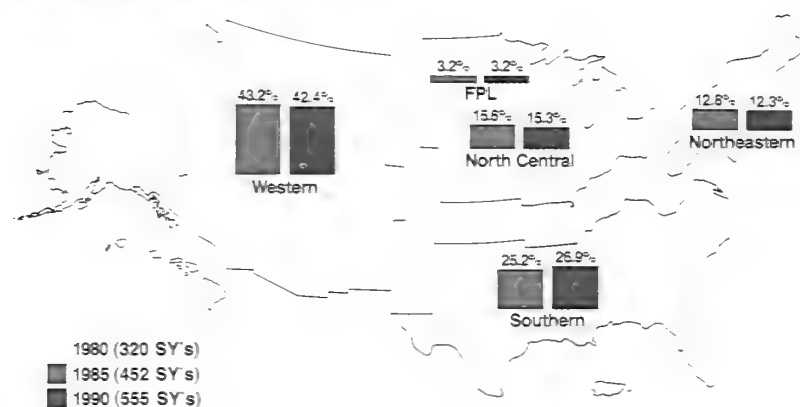 3.2% 3.2%
FPL
43.2% 42.4%
Western
15.6% 15.3%
North Central
12.8% 12.3%
Northeastern
25.2% 26.9%
Southern
1980 (320 SY's)
1985 (452 SY's)
1990 (555 SY's)